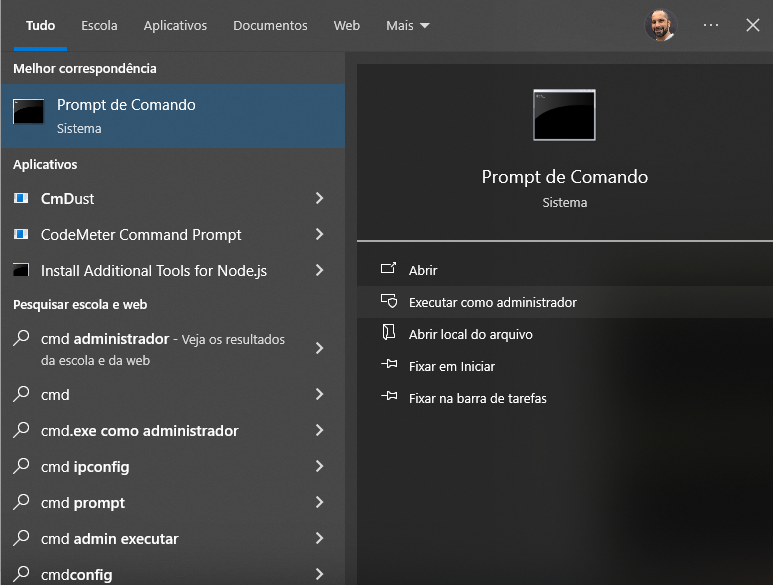 Tudo Escola Aplicativos Documentos Web Mais
Melhor correspondência
Prompt de Comando
Sistema
Aplicativos
CmDust
CodeMeter Command Prompt
Install Additional Tools for Node.js
Pesquisar escola e web
cmd administrador - Veja os resultados
da escola e da web
cmd
cmd.exe como administrador
cmd ipconfig
cmd prompt
cmd admin executar
cmdconfig
Prompt de Comando
Sistema
Abrir
Executar como administrador
Abrir local do arquivo
Fixar em Iniciar
Fixar na barra de tarefas